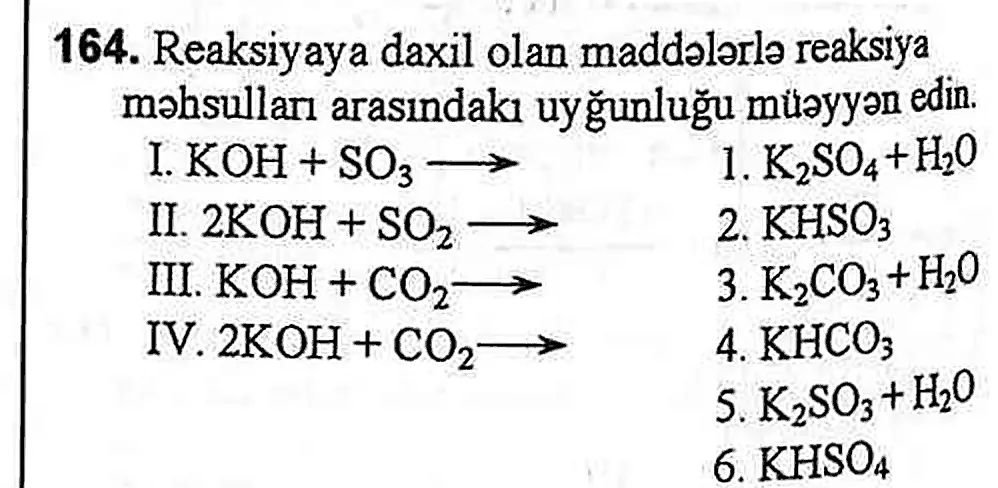 164. Reaksiyaya daxil olan maddələrlə reaksiya
məhsulları arasındakı uyğunluğu müəyyən edin.
I. KOH + SO₃ ⟶ 1. K₂SO₄ + H₂O
II. 2KOH + SO₂ ⟶ 2. KHSO₃
III. KOH + CO₂ ⟶ 3. K₂CO₃ + H₂O
IV. 2KOH + CO₂ ⟶ 4. KHCO₃
5. K₂SO₃ + H₂O
6. KHSO₄